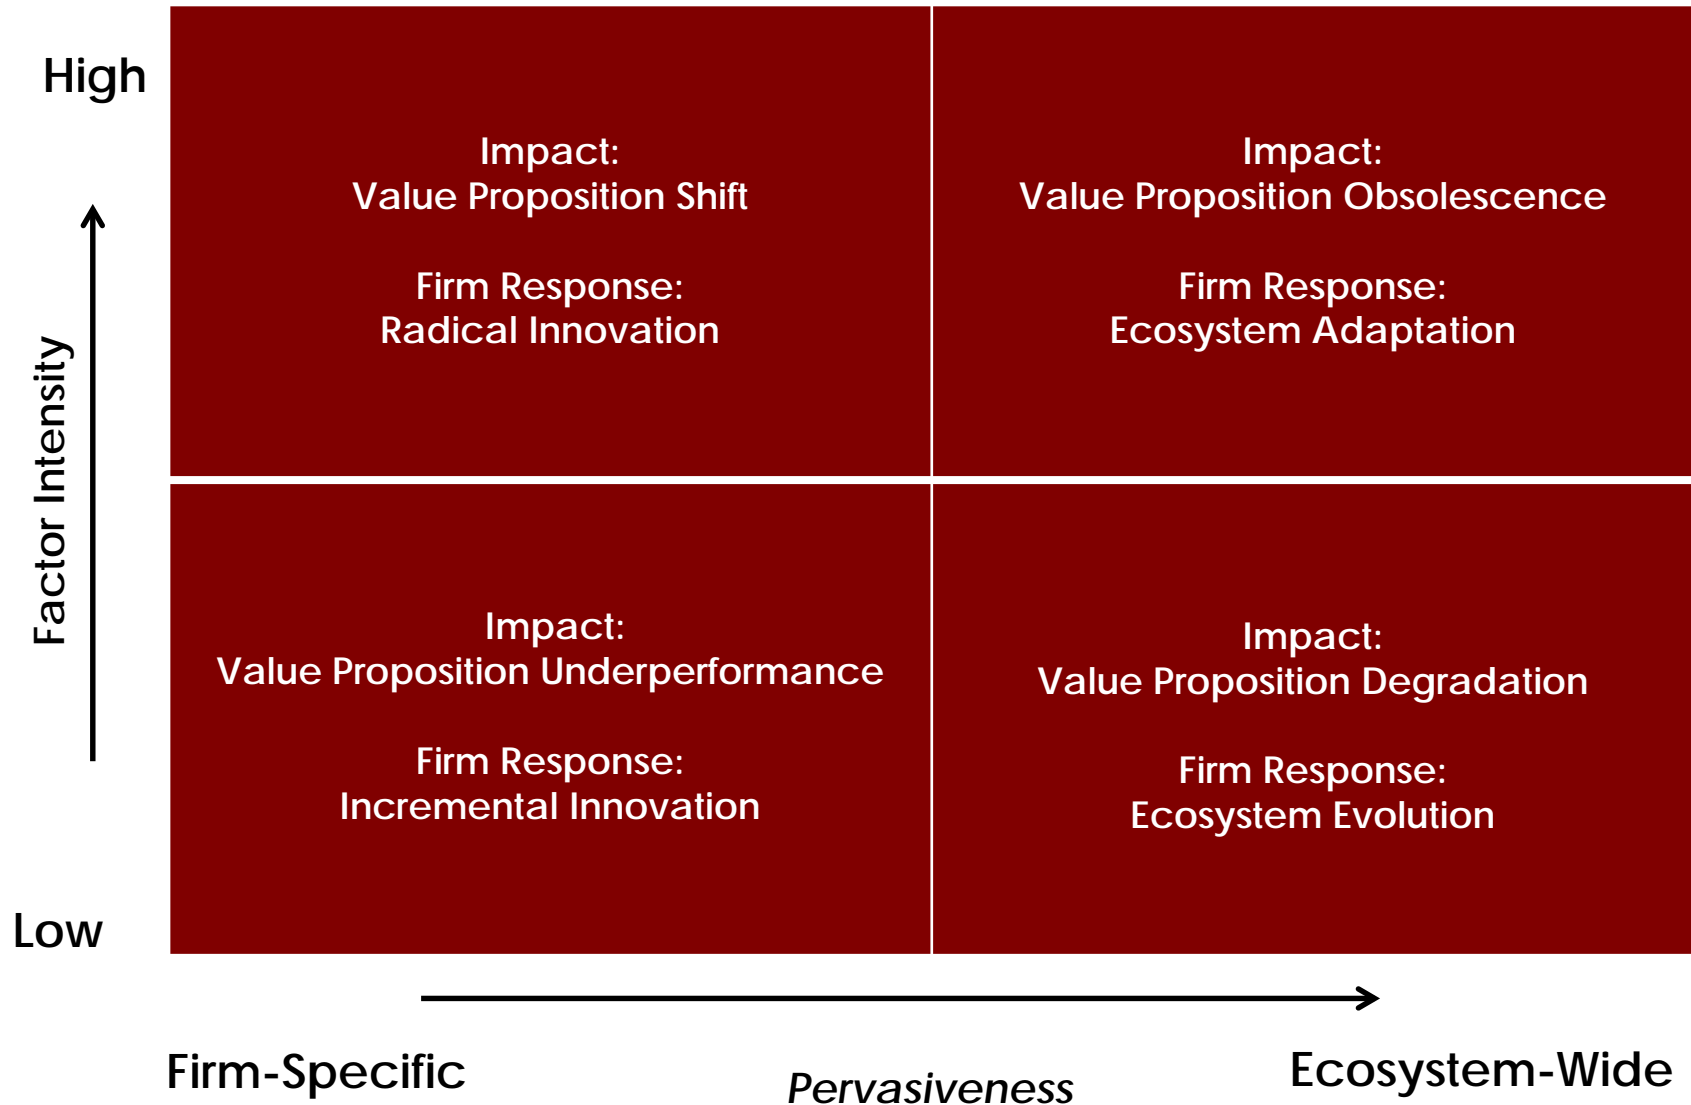 High
Impact:
Value Proposition Shift
Firm Response:
Radical Innovation
Impact:
Value Proposition Obsolescence
Firm Response:
Ecosystem Adaptation
Factor Intensity
Impact:
Value Proposition Underperformance
Firm Response:
Incremental Innovation
Impact:
Value Proposition Degradation
Firm Response:
Ecosystem Evolution
Low
Firm-Specific
Pervasiveness
Ecosystem-Wide